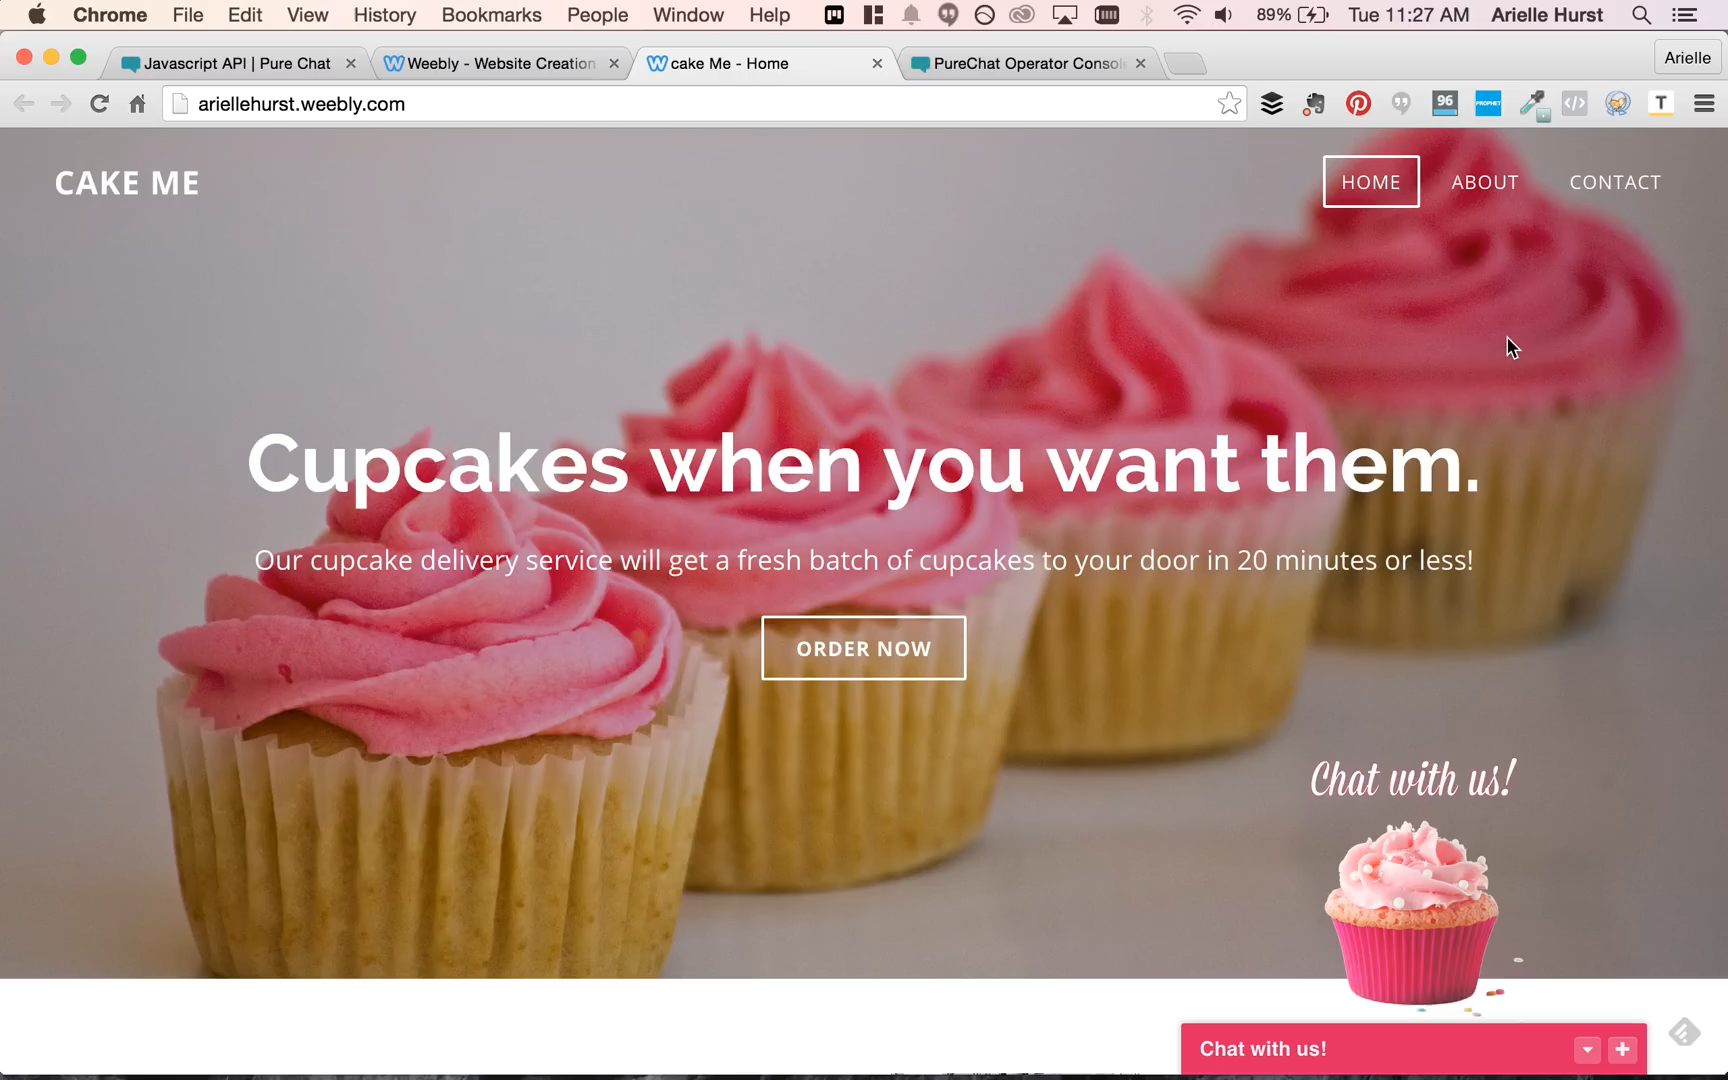 Chrome File Edit View History Bookmarks People Window Help 89% Tue 11:27 AM Arielle Hurst
Javascript API | Pure Chat Weebly - Website Creation cake Me - Home PureChat Operator Consol Arielle
ariellehurst.weebly.com 96 PROPHET T
CAKE ME HOME ABOUT CONTACT
Cupcakes when you want them.
Our cupcake delivery service will get a fresh batch of cupcakes to your door in 20 minutes or less!
ORDER NOW
Chat with us!
Chat with us!